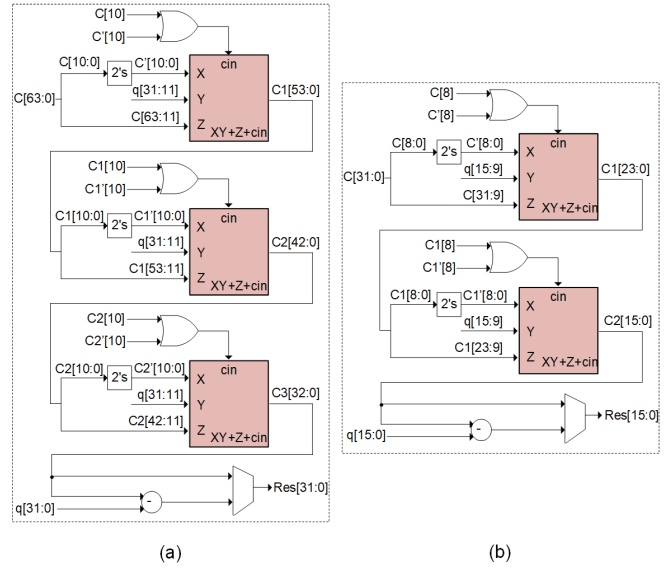 C[10]
C'[10]
cin
C[10:0]
2's
C'[10:0]
X
C1[53:0]
q[31:11]
Y
C[63:0]
C[63:11]
Z
XY+Z+cin
C1[10]
C1'[10]
cin
C1[10:0]
2's
C1'[10:0]
X
C2[42:0]
q[31:11]
Y
C1[53:11]
Z
XY+Z+cin
C2[10]
C2'[10]
cin
C2[10:0]
2's
C2'[10:0]
X
C3[32:0]
q[31:11]
Y
C2[42:11]
Z
XY+Z+cin
Res[31:0]
q[31:0]
-
(a)
C[8]
C'[8]
cin
C[8:0]
2's
C'[8:0]
X
C1[23:0]
q[15:9]
Y
C[31:0]
C[31:9]
Z
XY+Z+cin
C1[8]
C1'[8]
cin
C1[8:0]
2's
C1'[8:0]
X
C2[15:0]
q[15:9]
Y
C1[23:9]
Z
XY+Z+cin
Res[15:0]
q[15:0]
-
(b)